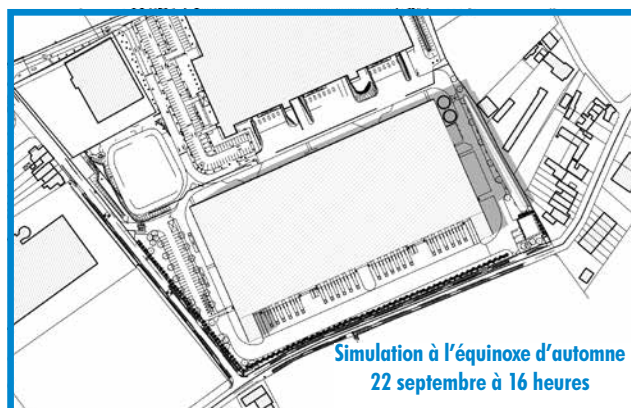 Simulation à l'équinoxe d'automne
22 septembre à 16 heures